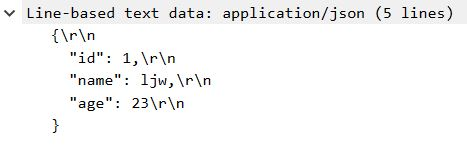 Line-based text data: application/json (5 lines)
{\r\n
"id": 1,\r\n
"name": ljw,\r\n
"age": 23\r\n
}